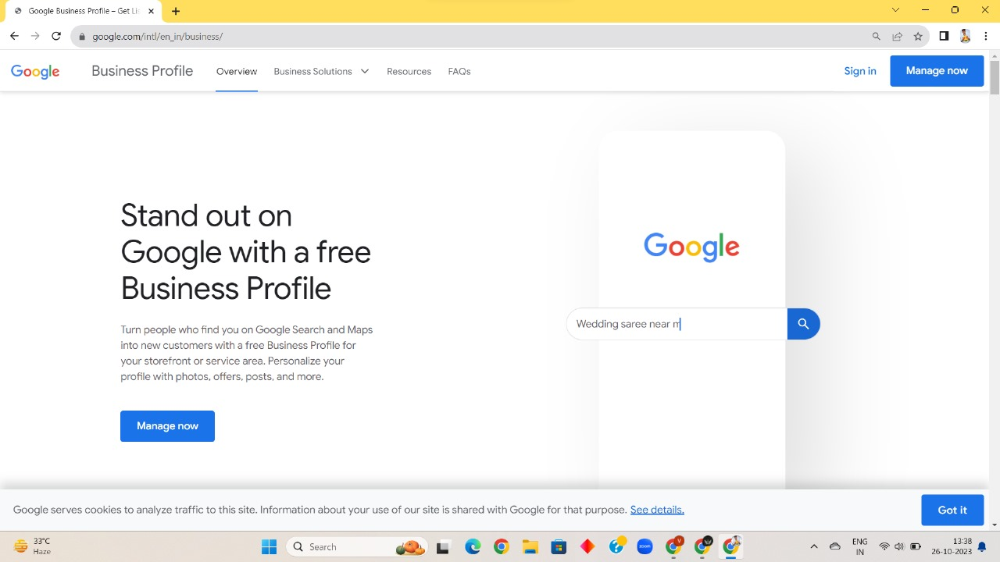 Google Business Profile – Get Lis
google.com/intl/en_in/business/
Google Business Profile Overview Business Solutions Resources FAQs Sign in Manage now
Stand out on
Google with a free
Business Profile
Turn people who find you on Google Search and Maps
into new customers with a free Business Profile for
your storefront or service area. Personalize your
profile with photos, offers, posts, and more.
Manage now
Google
Wedding saree near m
Google serves cookies to analyze traffic to this site. Information about your use of our site is shared with Google for that purpose. See details. Got it
33°C
Haze
Search
zoom
V
ENG
IN
13:38
26-10-2023